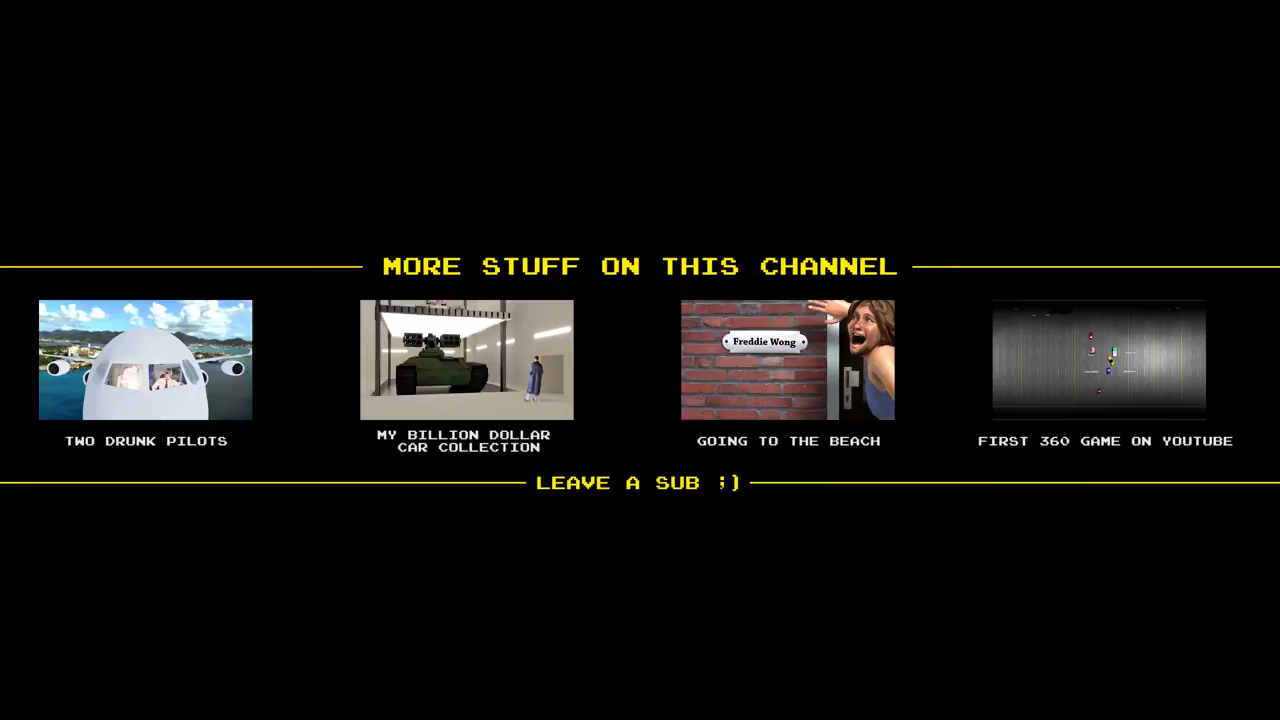 MORE STUFF ON THIS CHANNEL
Freddie Wong
TWO DRUNK PILOTS
MY BILLION DOLLAR
CAR COLLECTION
GOING TO THE BEACH
FIRST 360 GAME ON YOUTUBE
LEAVE A SUB ;)